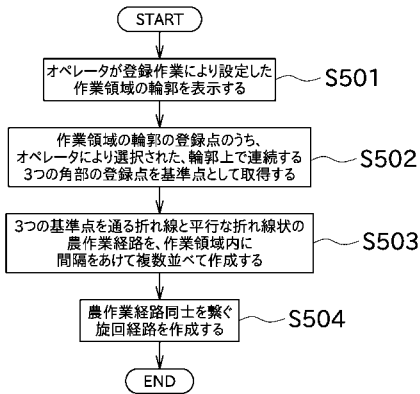 START
オペレータが登録作業により設定した
作業領域の輪郭を表示する
S501
作業領域の輪郭の登録点のうち、
オペレータにより選択された、輪郭上で連続する
3つの角部の登録点を基準点として取得する
S502
3つの基準点を通る折れ線と平行な折れ線状の
農作業経路を、作業領域内に
間隔をあけて複数並べて作成する
S503
農作業経路同士を繋ぐ
旋回経路を作成する
S504
END